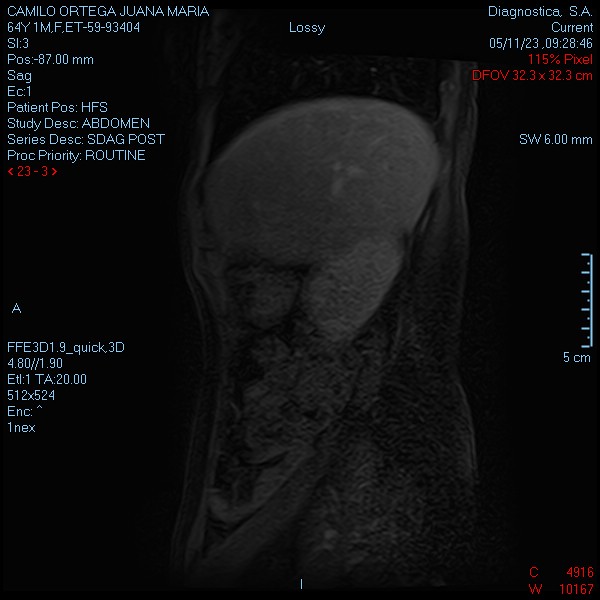 CAMILO ORTEGA JUANA MARIA
64Y 1M,F,ET-59-93404
Sl:3
Pos:-87.00 mm
Sag
Ec:1
Patient Pos: HFS
Study Desc: ABDOMEN
Series Desc: SDAG POST
Proc Priority: ROUTINE
< 23 - 3 >
Lossy
Diagnostica, S.A.
Current
05/11/23 ,09:28:46
115% Pixel
DFOV 32.3 x 32.3 cm
SW 6.00 mm
A
5 cm
FFE3D1.9_quick,3D
4.80//1.90
Etl:1 TA:20.00
512x524
Enc: ^
1nex
I
C 4916
W 10167